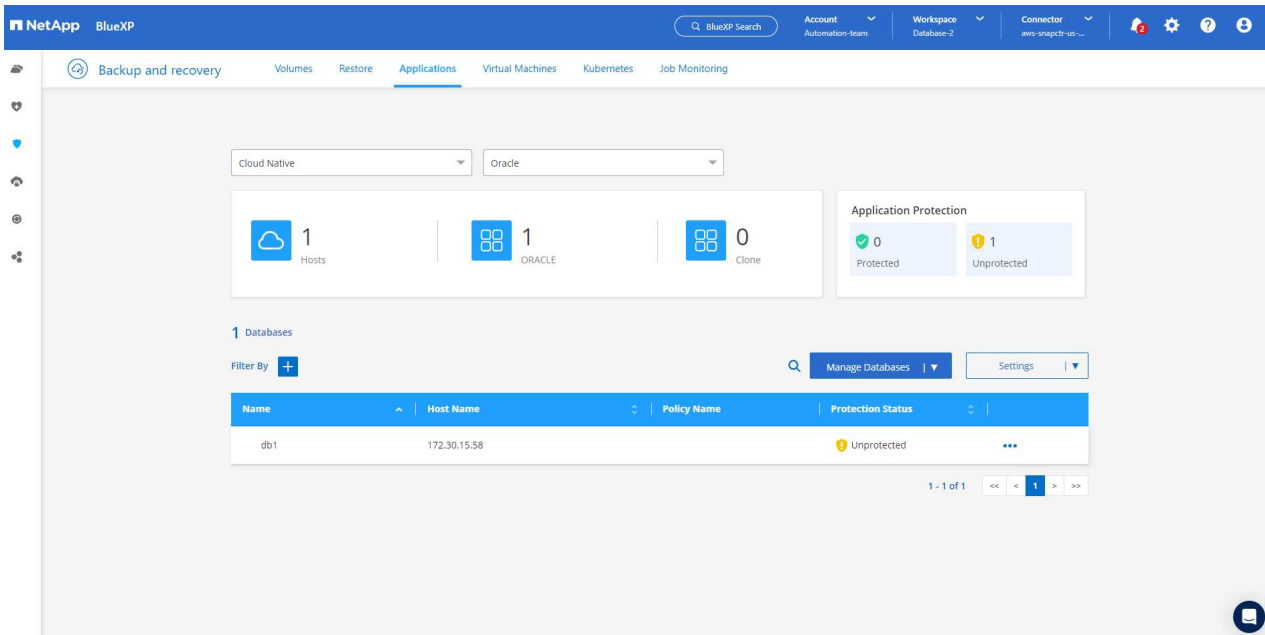 NetApp BlueXP
BlueXP Search
Account
Automation-team
Workspace
Database-2
Connector
aws-snapctr-us-...
2
Backup and recovery
Volumes Restore Applications Virtual Machines Kubernetes Job Monitoring
Cloud Native
Oracle
1
Hosts
1
ORACLE
0
Clone
Application Protection
0
Protected
1
Unprotected
1 Databases
Filter By +
Manage Databases | ▼
Settings | ▼
Name Host Name Policy Name Protection Status
db1 172.30.15.58 Unprotected •••
1 - 1 of 1 << < 1 > >>